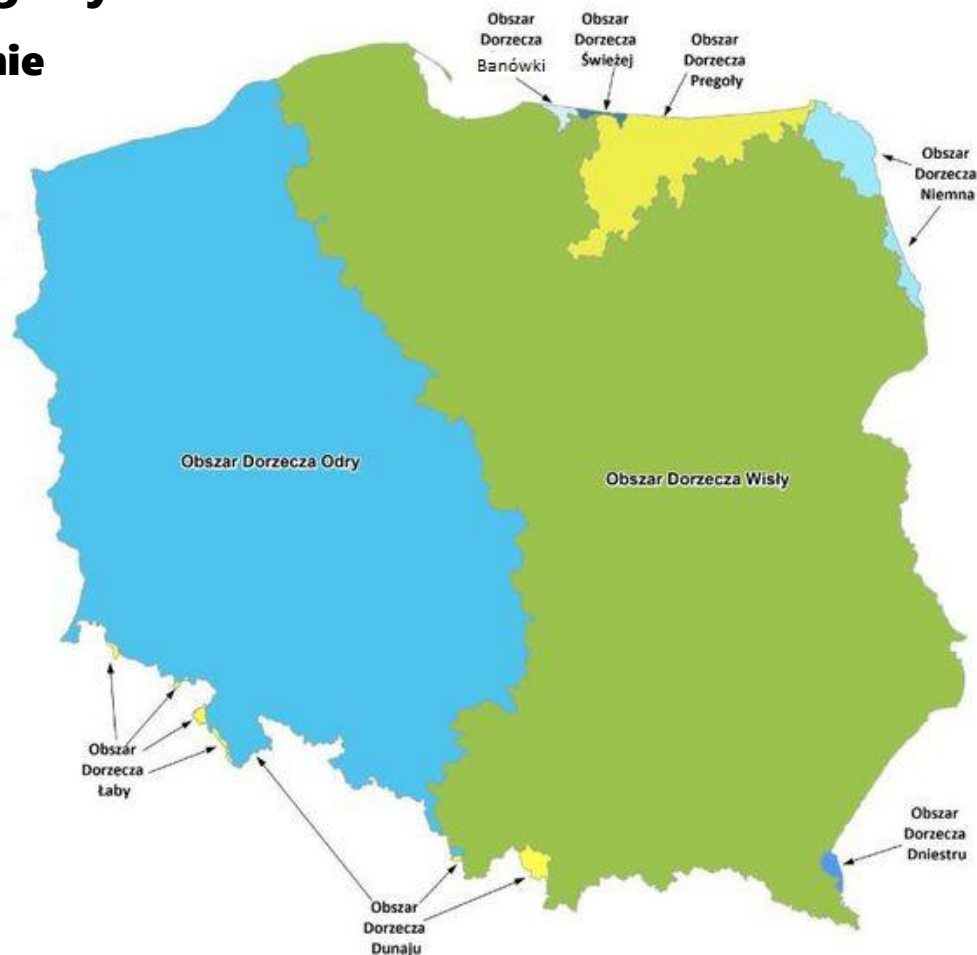 nie
Obszar
Dorzecza
Banówki
Obszar
Dorzecza
Świeżej
Obszar
Dorzecza
Pregoły
Obszar
Dorzecza
Niemna
Obszar Dorzecza Odry
Obszar Dorzecza Wisły
Obszar
Dorzecza
Łaby
Obszar
Dorzecza
Dniestru
Obszar
Dorzecza
Dunaju